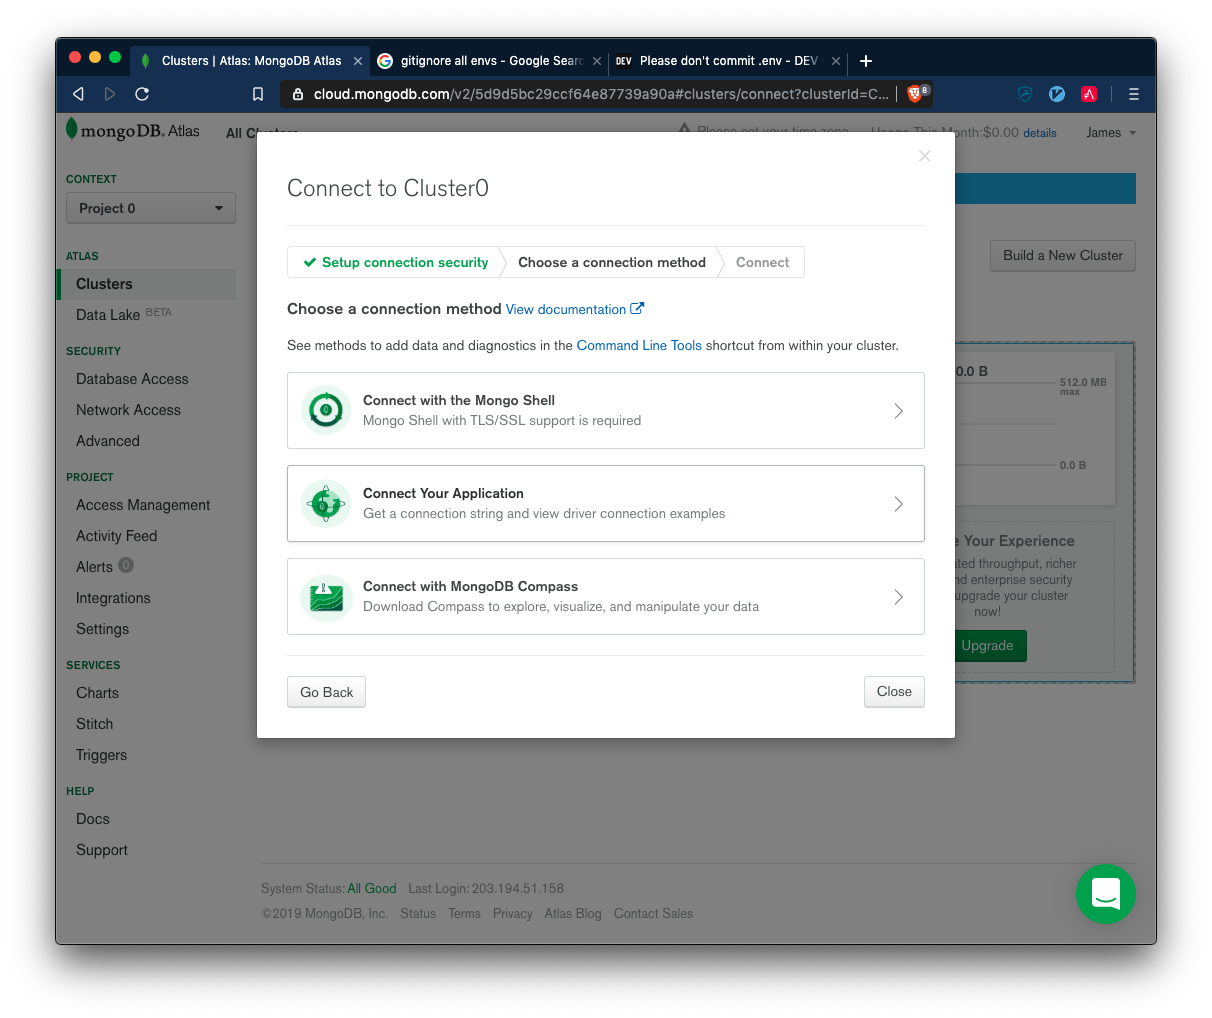 Clusters | Atlas: MongoDB Atlas
gitignore all envs - Google Sear
DEV Please don't commit .env - DEV
cloud.mongodb.com/v2/5d9d5bc29ccf64e87739a90a#clusters/connect?clusterId=C...
8
mongoDB. Atlas
All Clusters
Please set your time zone
Usage This Month:$0.00 details
James
CONTEXT
Project 0
ATLAS
Clusters
Data Lake BETA
SECURITY
Database Access
Network Access
Advanced
PROJECT
Access Management
Activity Feed
Alerts 0
Integrations
Settings
SERVICES
Charts
Stitch
Triggers
HELP
Docs
Support
Connect to Cluster0
Setup connection security
Choose a connection method
Connect
Choose a connection method View documentation
See methods to add data and diagnostics in the Command Line Tools shortcut from within your cluster.
Connect with the Mongo Shell
Mongo Shell with TLS/SSL support is required
Connect Your Application
Get a connection string and view driver connection examples
Connect with MongoDB Compass
Download Compass to explore, visualize, and manipulate your data
Go Back
Close
Build a New Cluster
0.0 B
512.0 MB
max
0.0 B
e Your Experience
ted throughput, richer
nd enterprise security
upgrade your cluster
now!
Upgrade
System Status: All Good Last Login: 203.194.51.158
©2019 MongoDB, Inc. Status Terms Privacy Atlas Blog Contact Sales